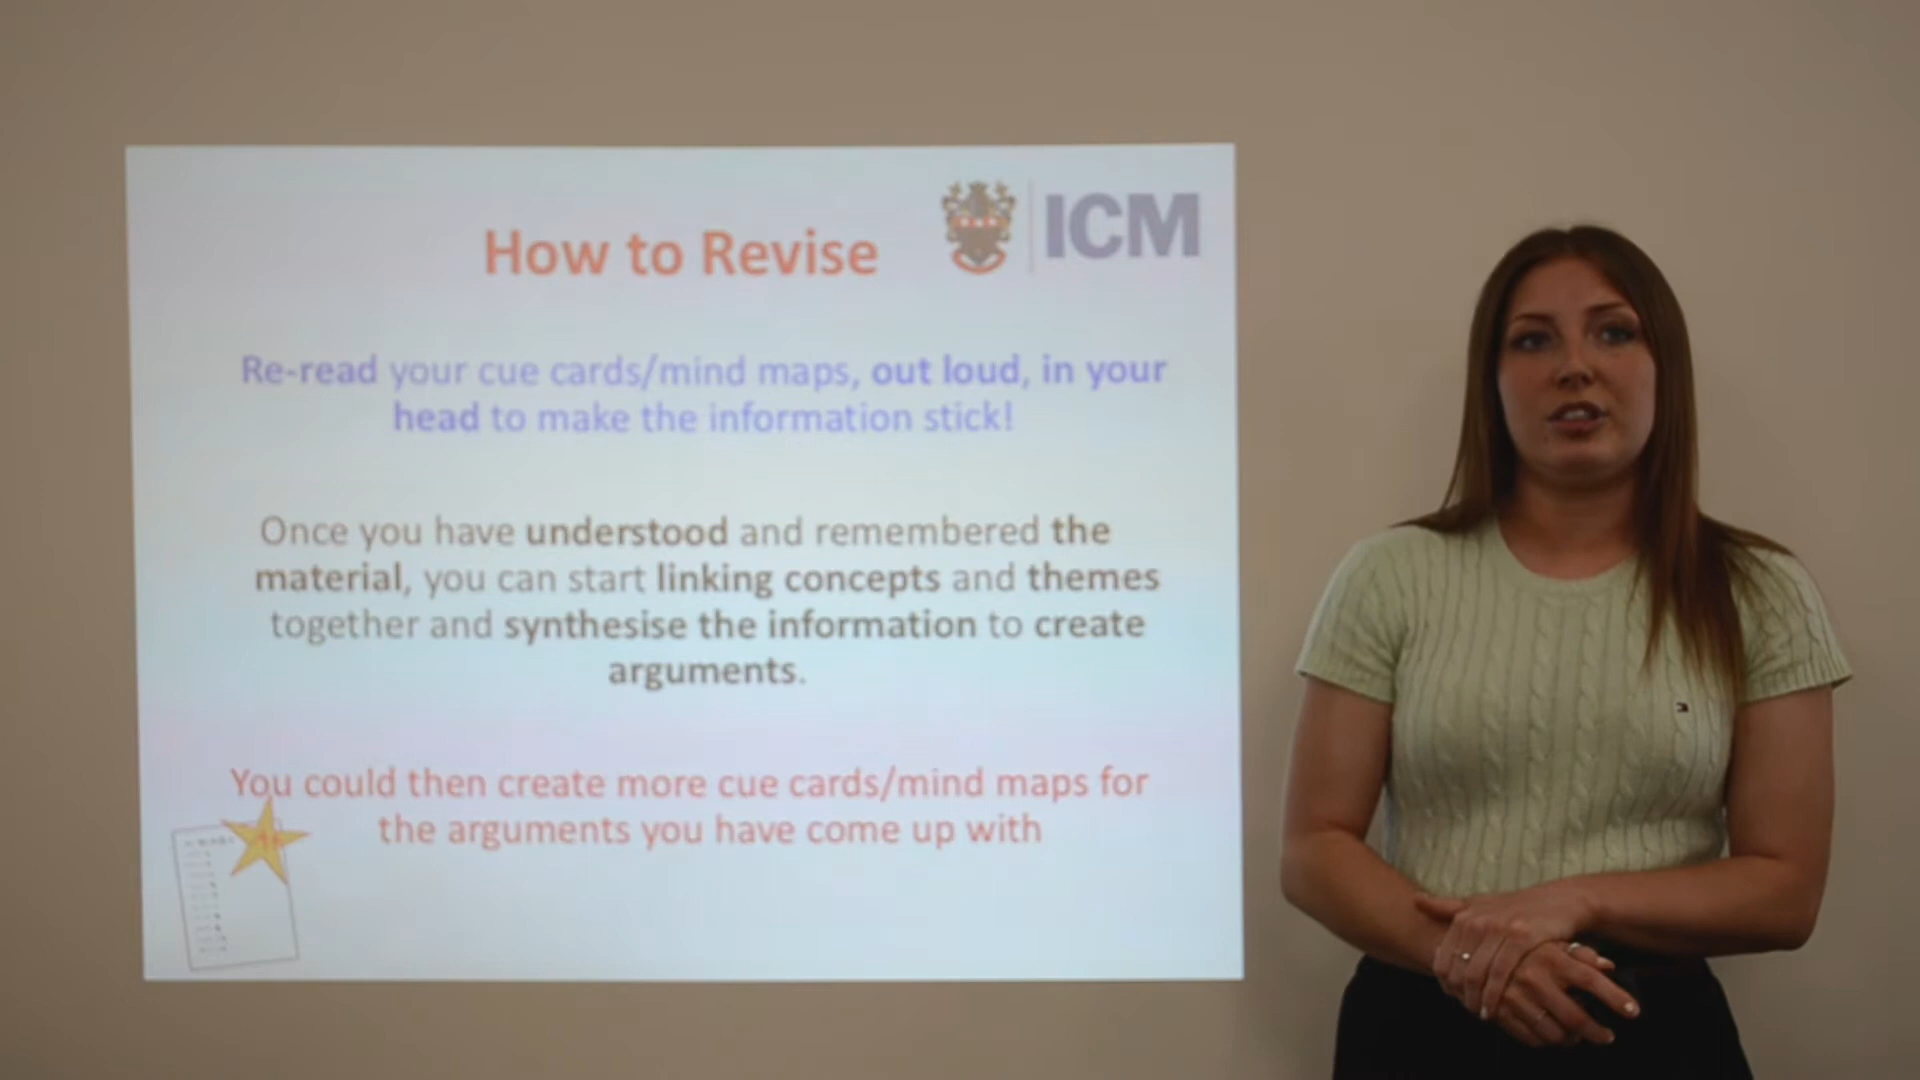 How to Revise
ICM
Re-read your cue cards/mind maps, out loud, in your
head to make the information stick!
Once you have understood and remembered the
material, you can start linking concepts and themes
together and synthesise the information to create
arguments.
You could then create more cue cards/mind maps for
the arguments you have come up with